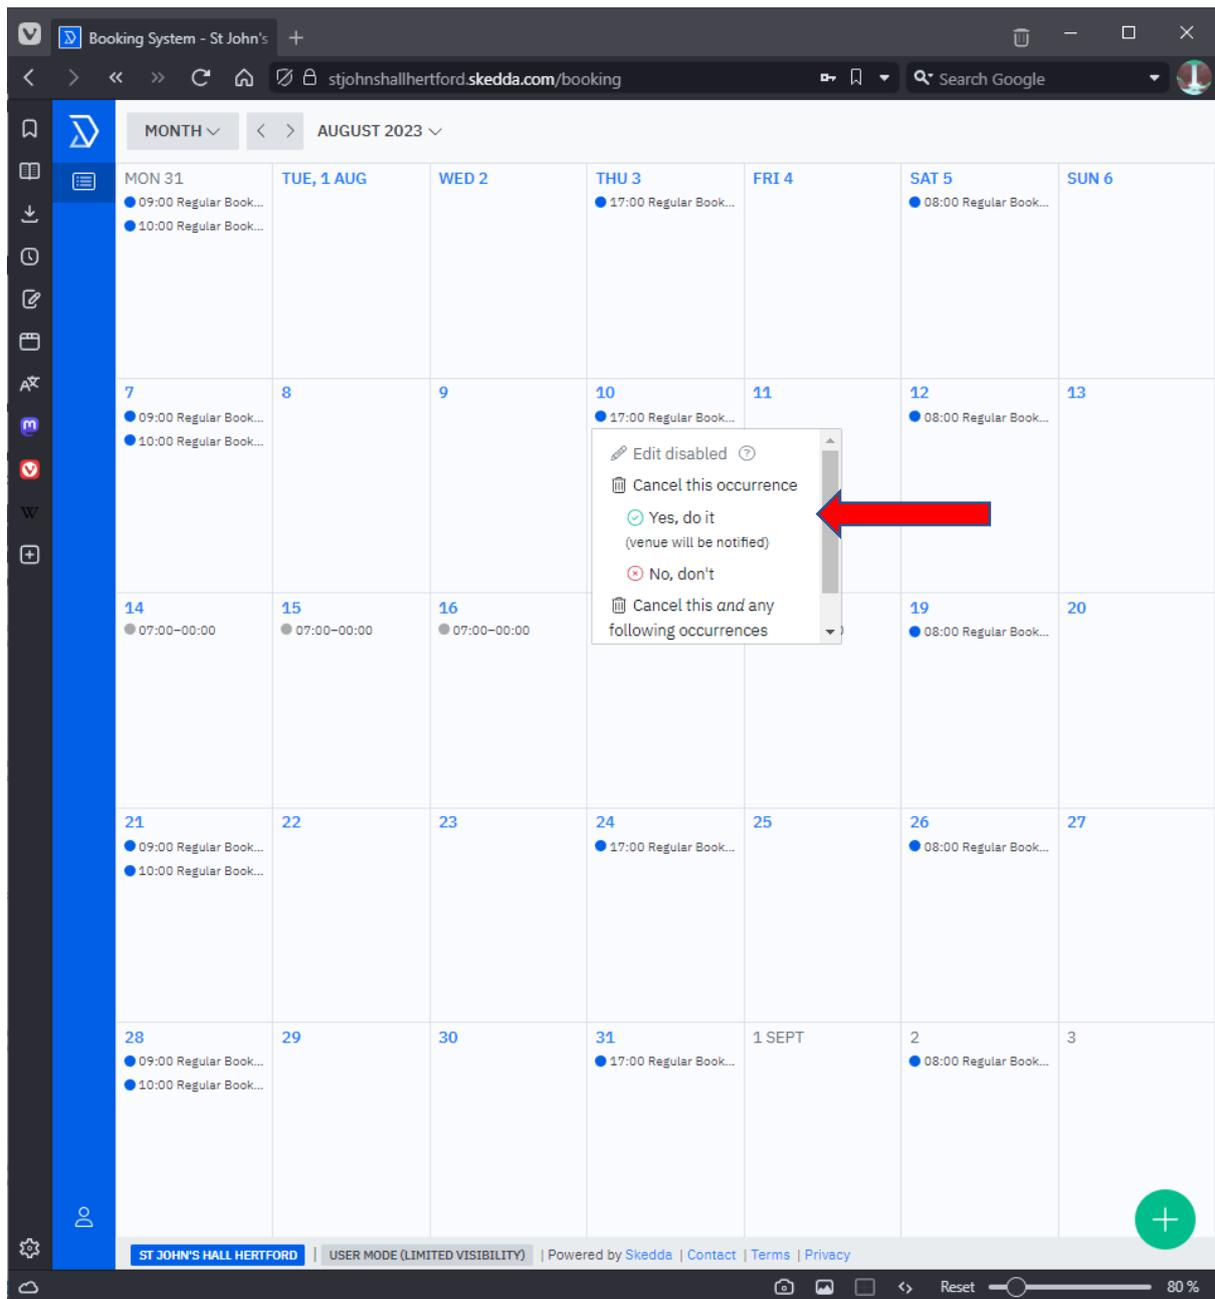 Booking System - St John's
stjohnshallhertford.skedda.com/booking
Search Google
MONTH
AUGUST 2023
MON 31
09:00 Regular Book...
10:00 Regular Book...
TUE, 1 AUG
WED 2
THU 3
17:00 Regular Book...
FRI 4
SAT 5
08:00 Regular Book...
SUN 6
7
09:00 Regular Book...
10:00 Regular Book...
8
9
10
17:00 Regular Book...
11
12
08:00 Regular Book...
13
Edit disabled
Cancel this occurrence
Yes, do it
(venue will be notified)
No, don't
Cancel this and any
following occurrences
14
07:00–00:00
15
07:00–00:00
16
07:00–00:00
19
08:00 Regular Book...
20
21
09:00 Regular Book...
10:00 Regular Book...
22
23
24
17:00 Regular Book...
25
26
08:00 Regular Book...
27
28
09:00 Regular Book...
10:00 Regular Book...
29
30
31
17:00 Regular Book...
1 SEPT
2
08:00 Regular Book...
3
ST JOHN'S HALL HERTFORD | USER MODE (LIMITED VISIBILITY) | Powered by Skedda | Contact | Terms | Privacy
Reset 80 %